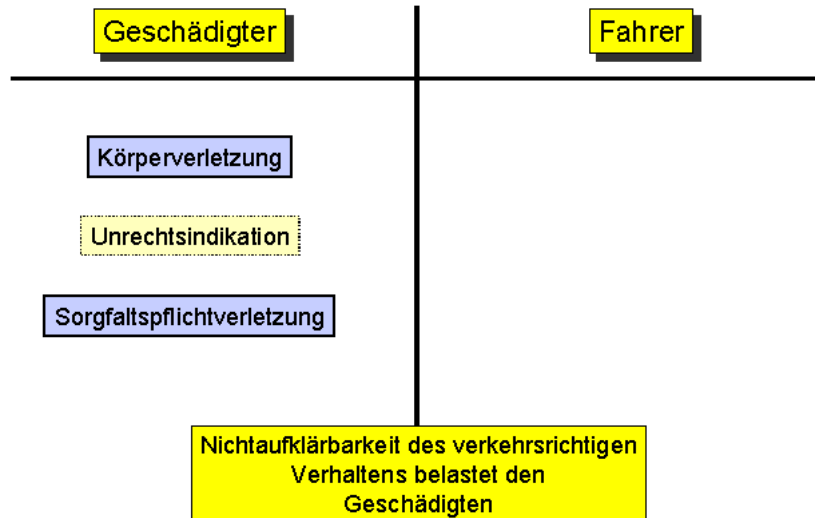 Geschädigter
Fahrer
Körperverletzung
Unrechtsindikation
Sorgfaltspflichtverletzung
Nichtaufklärbarkeit des verkehrsrichtigen
Verhaltens belastet den
Geschädigten